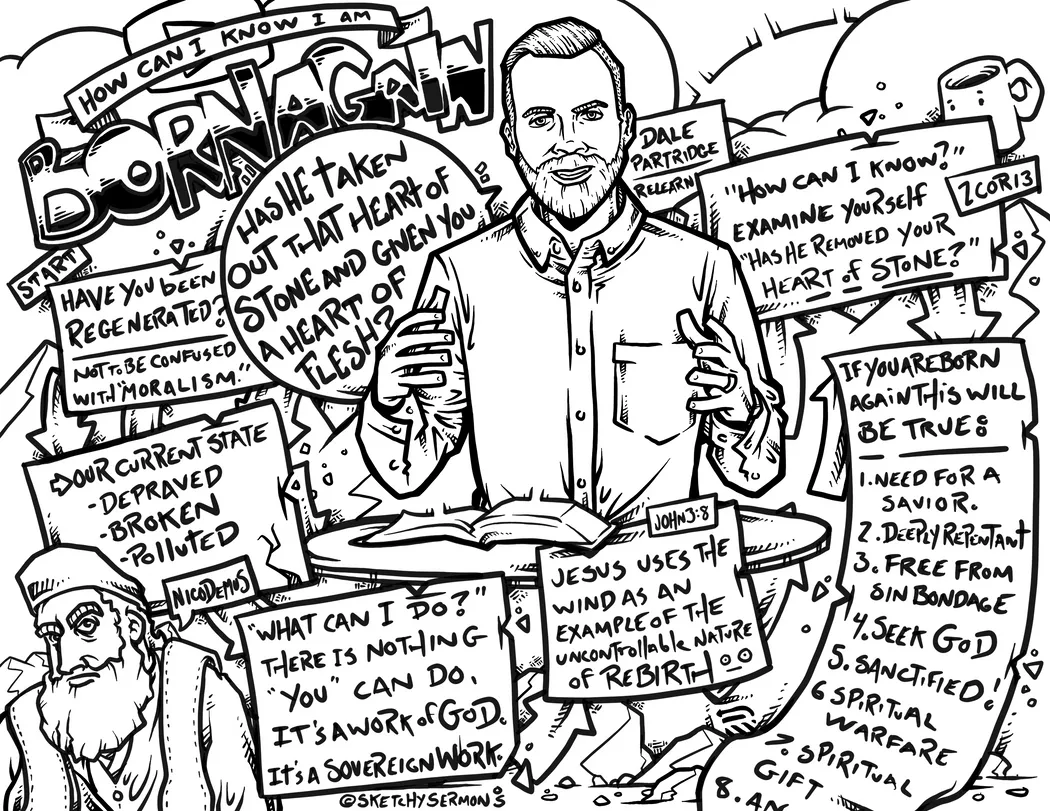 HOW CAN I KNOW I AM
BORN AGAIN
START
HAVE YOU BEEN
REGENERATED?
NOT TO BE CONFUSED
WITH "MORALISM."
HAS HE TAKEN
OUT THAT HEART OF
STONE AND GIVEN YOU
A HEART OF
FLESH?
OUR CURRENT STATE
-DEPRAVED
-BROKEN
-POLLUTED
NICODEMUS
"WHAT CAN I DO?"
THERE IS NOTHING
"YOU" CAN DO.
IT'S A WORK OF GOD.
IT'S A SOVEREIGN WORK.
@SKETCHYSERMONS
JOHN 3:8
JESUS USES THE
WIND AS AN
EXAMPLE OF THE
UNCONTROLLABLE NATURE
OF REBIRTH
DALE
PARTRIDGE
RELEARN
"HOW CAN I KNOW?"
EXAMINE YOURSELF
"HAS HE REMOVED YOUR
HEART OF STONE?"
2 COR 13
IF YOU ARE BORN
AGAIN THIS WILL
BE TRUE:
1. NEED FOR A
SAVIOR.
2. DEEPLY REPENTANT
3. FREE FROM
SIN BONDAGE
4. SEEK GOD
5. SANCTIFIED!
6 SPIRITUAL
WARFARE
7. SPIRITUAL
GIFT
8. AN